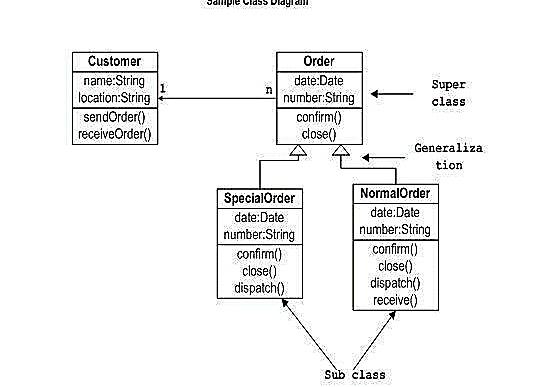 Sample Class Diagram
Customer
name:String
location:String
sendOrder()
receiveOrder()
1
n
Order
date:Date
number:String
confirm()
close()
Super
class
Generaliza
tion
SpecialOrder
date:Date
number:String
confirm()
close()
dispatch()
NormalOrder
date:Date
number:String
confirm()
close()
dispatch()
receive()
Sub class